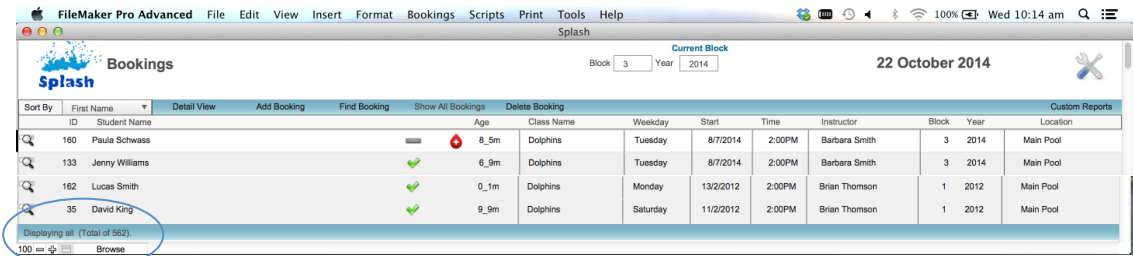 FileMaker Pro Advanced File Edit View Insert Format Bookings Scripts Print Tools Help 100% Wed 10:14 am
Splash
Current Block
Splash Bookings Block 3 Year 2014 22 October 2014
Sort By First Name Detail View Add Booking Find Booking Show All Bookings Delete Booking Custom Reports
ID Student Name Age Class Name Weekday Start Time Instructor Block Year Location
160 Paula Schwass 8_5m Dolphins Tuesday 8/7/2014 2:00PM Barbara Smith 3 2014 Main Pool
133 Jenny Williams 6_9m Dolphins Tuesday 8/7/2014 2:00PM Barbara Smith 3 2014 Main Pool
162 Lucas Smith 0_1m Dolphins Monday 13/2/2012 2:00PM Brian Thomson 1 2012 Main Pool
35 David King 9_9m Dolphins Saturday 11/2/2012 2:00PM Brian Thomson 1 2012 Main Pool
Displaying all (Total of 562).
100 Browse